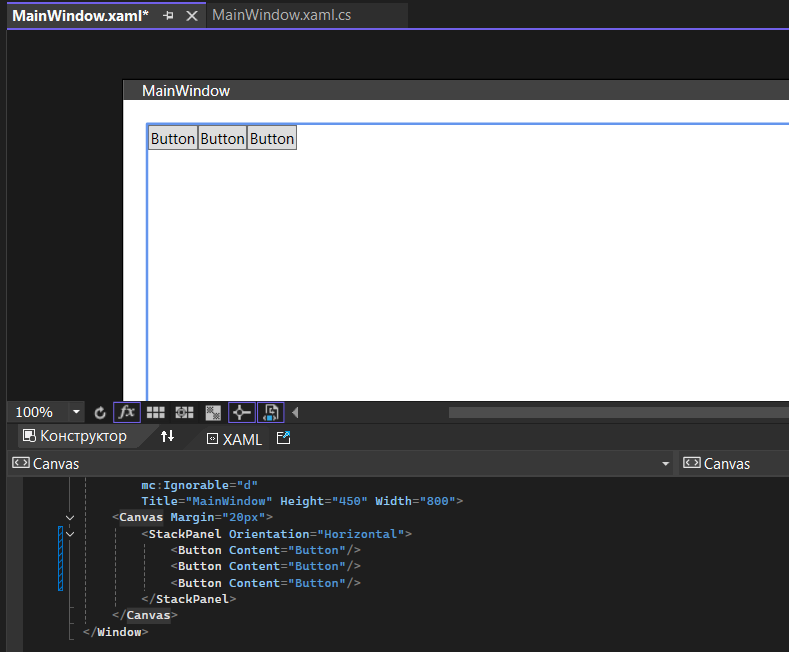 MainWindow.xaml* MainWindow.xaml.cs
MainWindow
Button Button Button
100% fx
Конструктор XAML
Canvas Canvas
mc:Ignorable="d"
Title="MainWindow" Height="450" Width="800">
<Canvas Margin="20px">
<StackPanel Orientation="Horizontal">
<Button Content="Button"/>
<Button Content="Button"/>
<Button Content="Button"/>
</StackPanel>
</Canvas>
</Window>